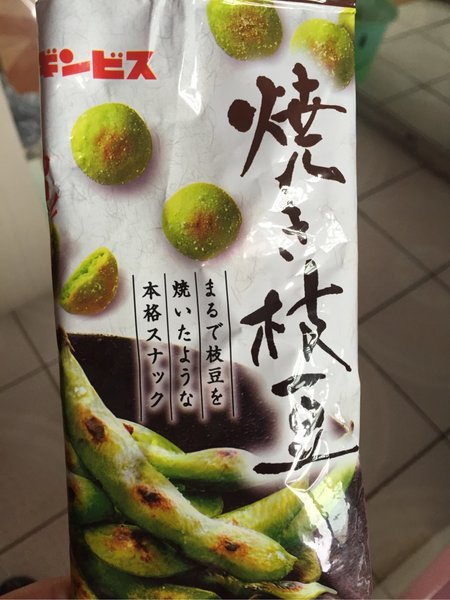 ギンビス
焼き枝豆
まるで枝豆を
焼いたような
本格スナック